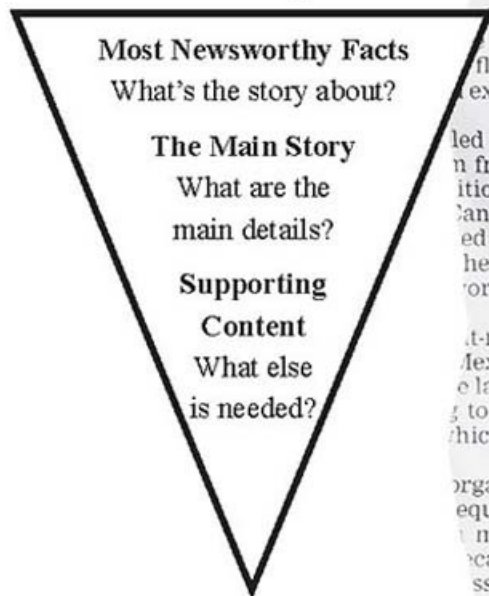 Most Newsworthy Facts
What's the story about?
The Main Story
What are the
main details?
Supporting
Content
What else
is needed?